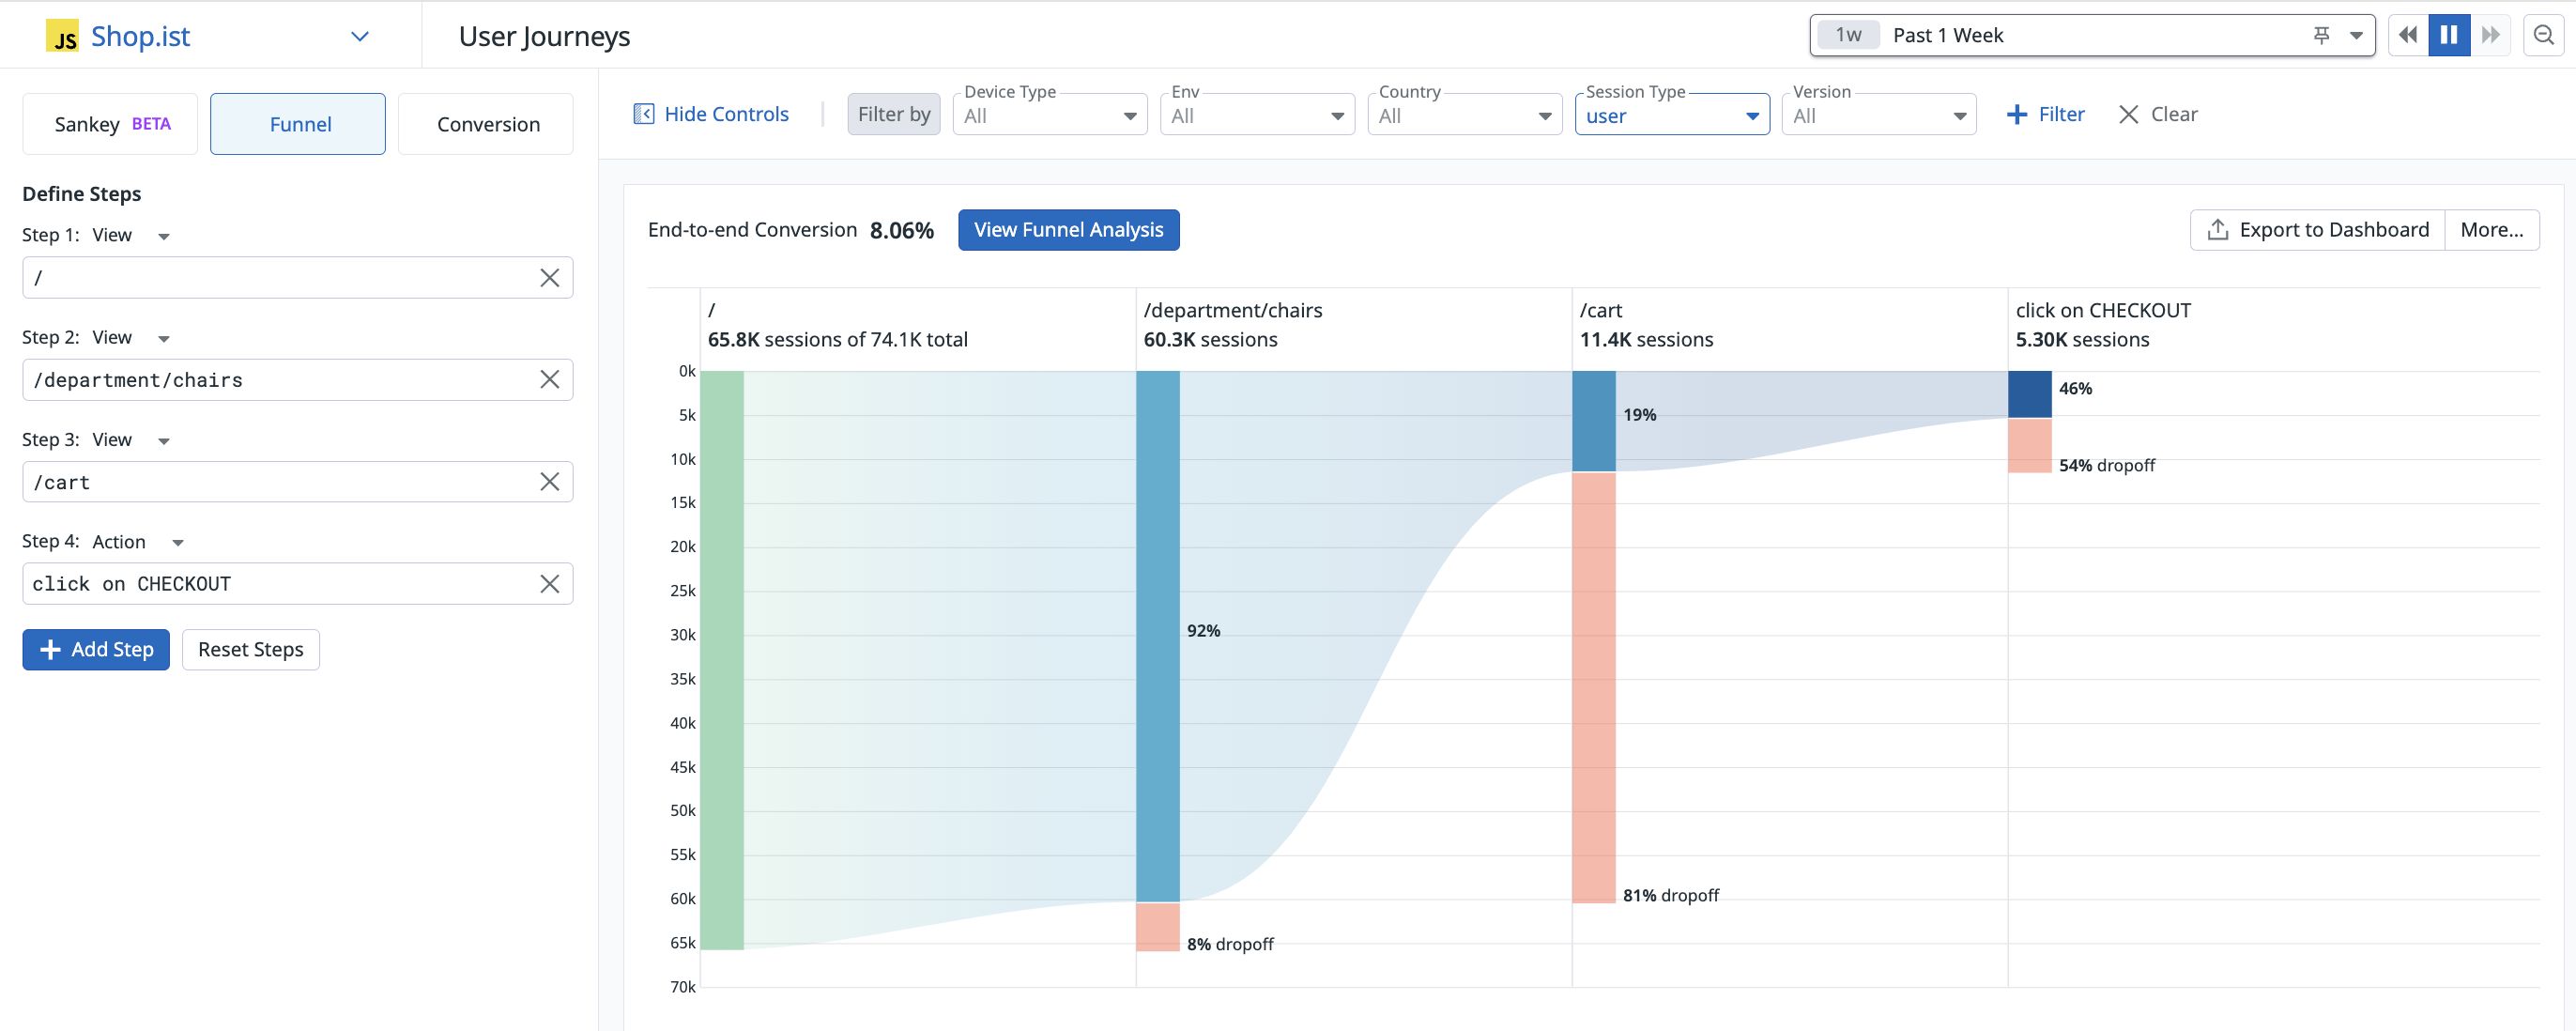 JS Shop.ist
User Journeys
1w Past 1 Week
Sankey BETA
Funnel
Conversion
Hide Controls
Filter by
Device Type
All
Env
All
Country
All
Session Type
user
Version
All
Filter
Clear
Define Steps
Step 1: View
/
Step 2: View
/department/chairs
Step 3: View
/cart
Step 4: Action
click on CHECKOUT
Add Step
Reset Steps
End-to-end Conversion 8.06%
View Funnel Analysis
Export to Dashboard
More...
/
65.8K sessions of 74.1K total
/department/chairs
60.3K sessions
/cart
11.4K sessions
click on CHECKOUT
5.30K sessions
0k
5k
10k
15k
20k
25k
30k
35k
40k
45k
50k
55k
60k
65k
70k
92%
8% dropoff
19%
81% dropoff
46%
54% dropoff